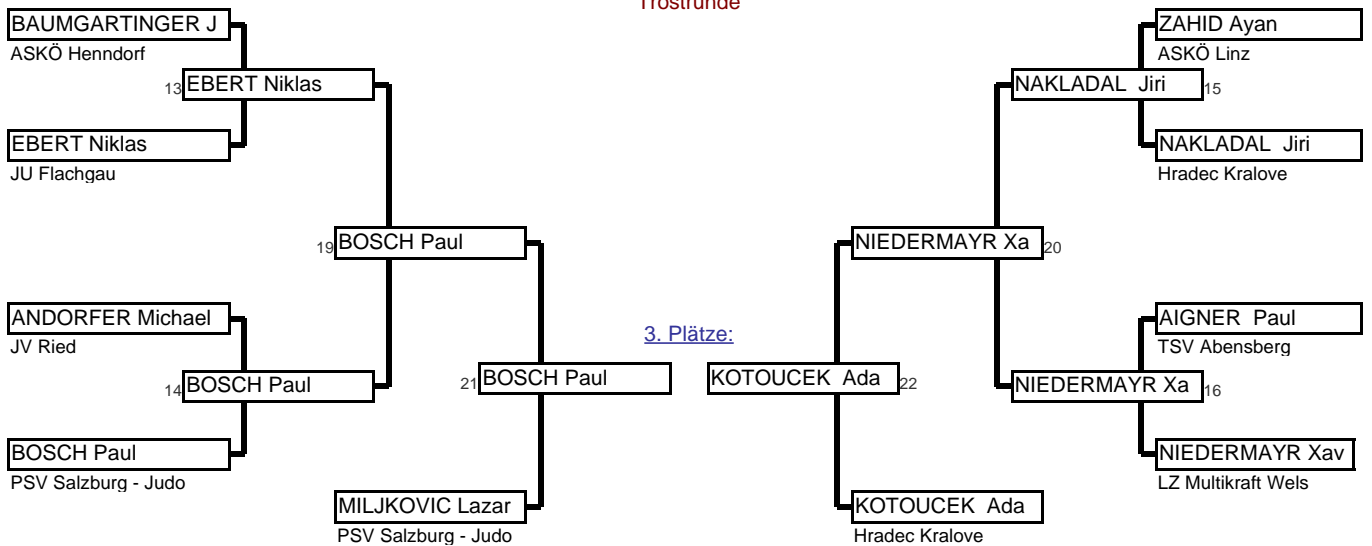 Trostrunde
BAUMGARTINGER J
ASKÖ Henndorf
13 EBERT Niklas
EBERT Niklas
JU Flachgau
19 BOSCH Paul
ANDORFER Michael
JV Ried
14 BOSCH Paul
BOSCH Paul
PSV Salzburg - Judo
21 BOSCH Paul
MILJKOVIC Lazar
PSV Salzburg - Judo
3. Plätze:
ZAHID Ayan
ASKÖ Linz
NAKLADAL Jiri 15
NAKLADAL Jiri
Hradec Kralove
NIEDERMAYR Xa 20
AIGNER Paul
TSV Abensberg
NIEDERMAYR Xa 16
NIEDERMAYR Xav
LZ Multikraft Wels
KOTOUCEK Ada 22
KOTOUCEK Ada
Hradec Kralove